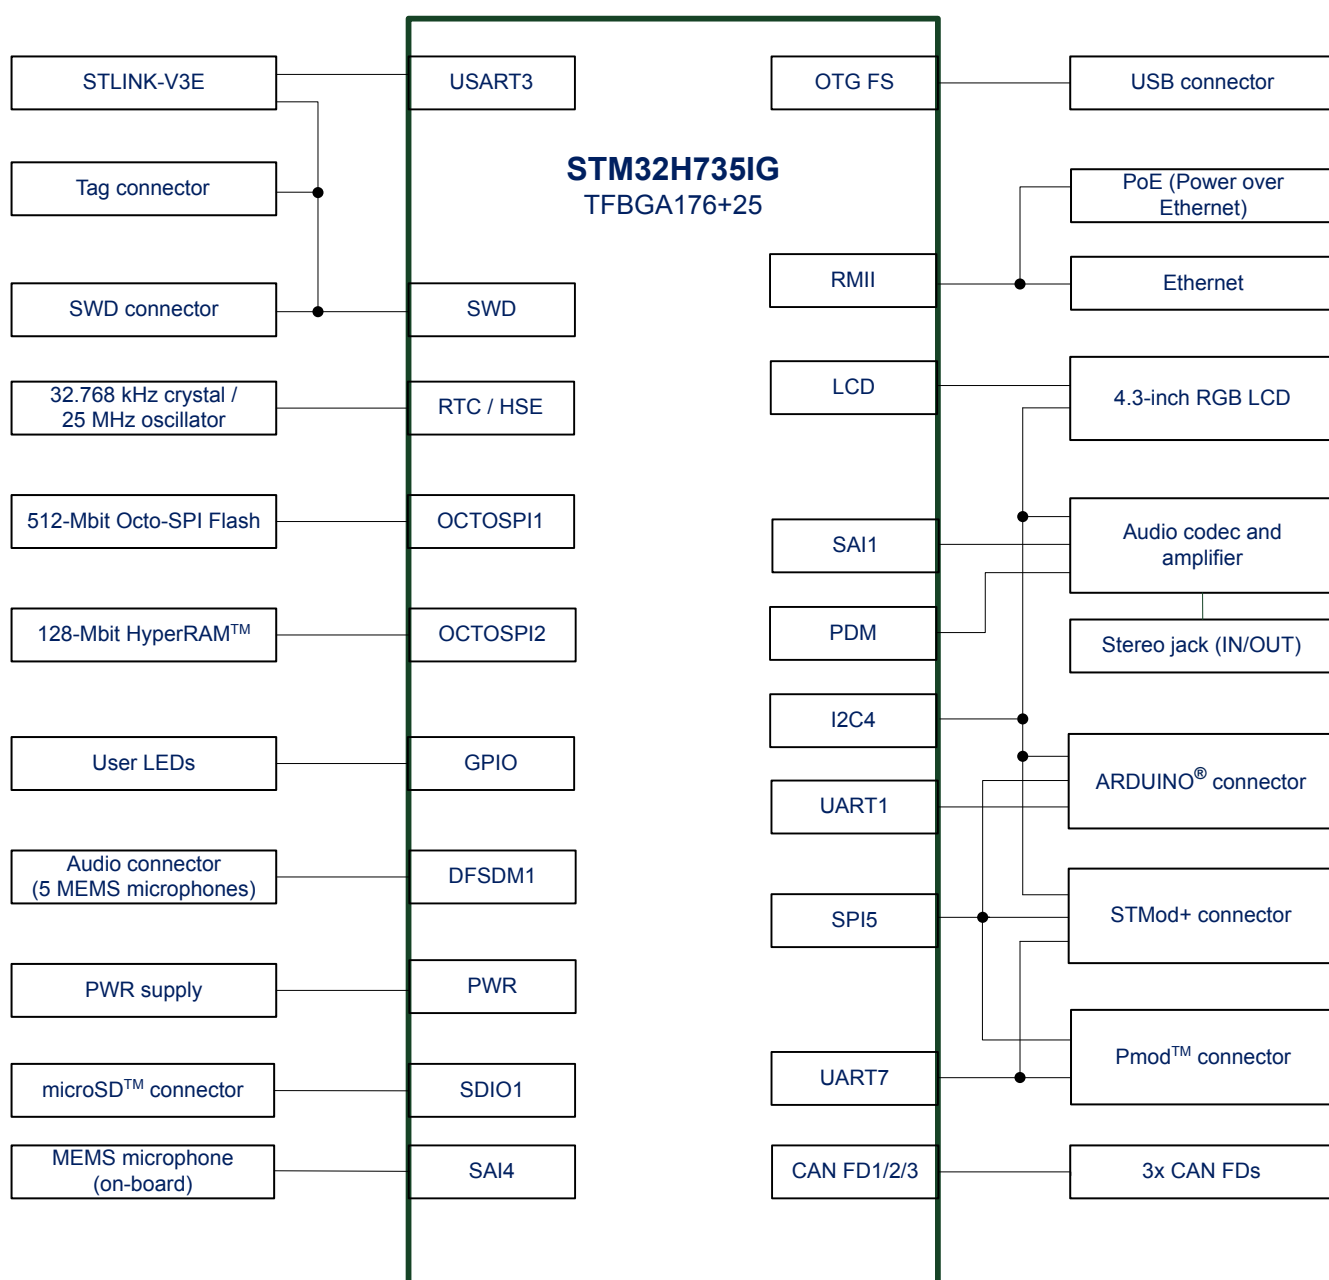 STLINK-V3E
USART3
OTG FS
USB connector
STM32H735IG
TFBGA176+25
Tag connector
PoE (Power over
Ethernet)
SWD connector
SWD
RMII
Ethernet
32.768 kHz crystal /
25 MHz oscillator
RTC / HSE
LCD
4.3-inch RGB LCD
512-Mbit Octo-SPI Flash
OCTOSPI1
SAI1
Audio codec and
amplifier
128-Mbit HyperRAM™
OCTOSPI2
PDM
Stereo jack (IN/OUT)
I2C4
User LEDs
GPIO
UART1
ARDUINO® connector
Audio connector
(5 MEMS microphones)
DFSDM1
SPI5
STMod+ connector
PWR supply
PWR
microSD™ connector
SDIO1
UART7
Pmod™ connector
MEMS microphone
(on-board)
SAI4
CAN FD1/2/3
3x CAN FDs